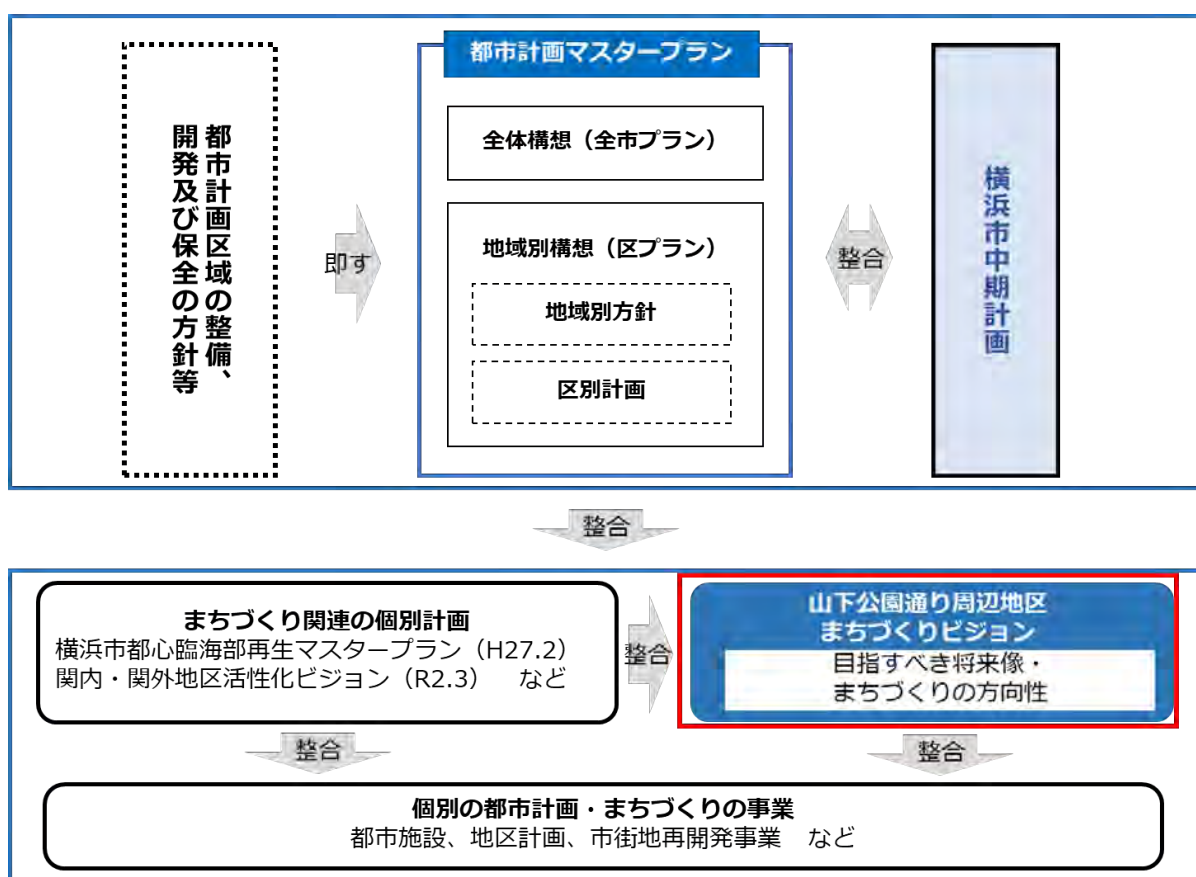 都市計画区域の整備、
開発及び保全の方針等
即す
都市計画マスタープラン
全体構想（全市プラン）
地域別構想（区プラン）
地域別方針
区別計画
整合
横浜市中期計画
整合
まちづくり関連の個別計画
横浜市都心臨海部再生マスタープラン（H27.2）
関内・関外地区活性化ビジョン（R2.3）　など
整合
山下公園通り周辺地区
まちづくりビジョン
目指すべき将来像・
まちづくりの方向性
整合
整合
個別の都市計画・まちづくりの事業
都市施設、地区計画、市街地再開発事業　など